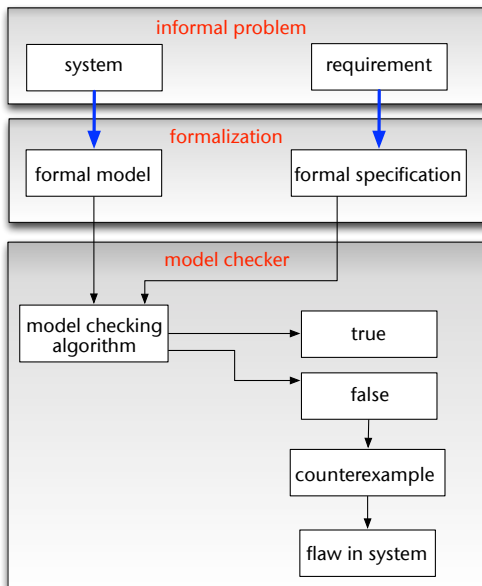 informal problem
system
requirement
formalization
formal model
formal specification
model checker
model checking
algorithm
true
false
counterexample
flaw in system